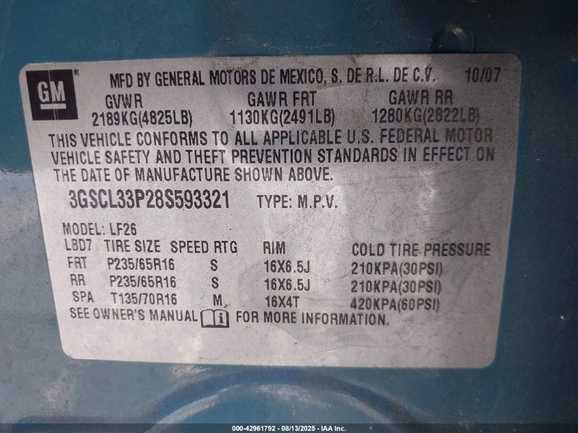 GM
MFD BY GENERAL MOTORS DE MEXICO, S. DE R.L. DE C.V. 10/07
GVWR GAWR FRT GAWR RR
2189KG(4825LB) 1130KG(2491LB) 1280KG(2822LB)
THIS VEHICLE CONFORMS TO ALL APPLICABLE U.S. FEDERAL MOTOR
VEHICLE SAFETY AND THEFT PREVENTION STANDARDS IN EFFECT ON
THE DATE OF MANUFACTURE SHOWN ABOVE.
3GSCL33P28S593321 TYPE: M.P.V.
MODEL: LF26
LBD7 TIRE SIZE SPEED RTG RIM COLD TIRE PRESSURE
FRT P235/65R16 S 16X6.5J 210KPA(30PSI)
RR P235/65R16 S 16X6.5J 210KPA(30PSI)
SPA T135/70R16 M 16X4T 420KPA(60PSI)
SEE OWNER'S MANUAL FOR MORE INFORMATION.
000-42961792 - 08/13/2025 - IAA Inc.